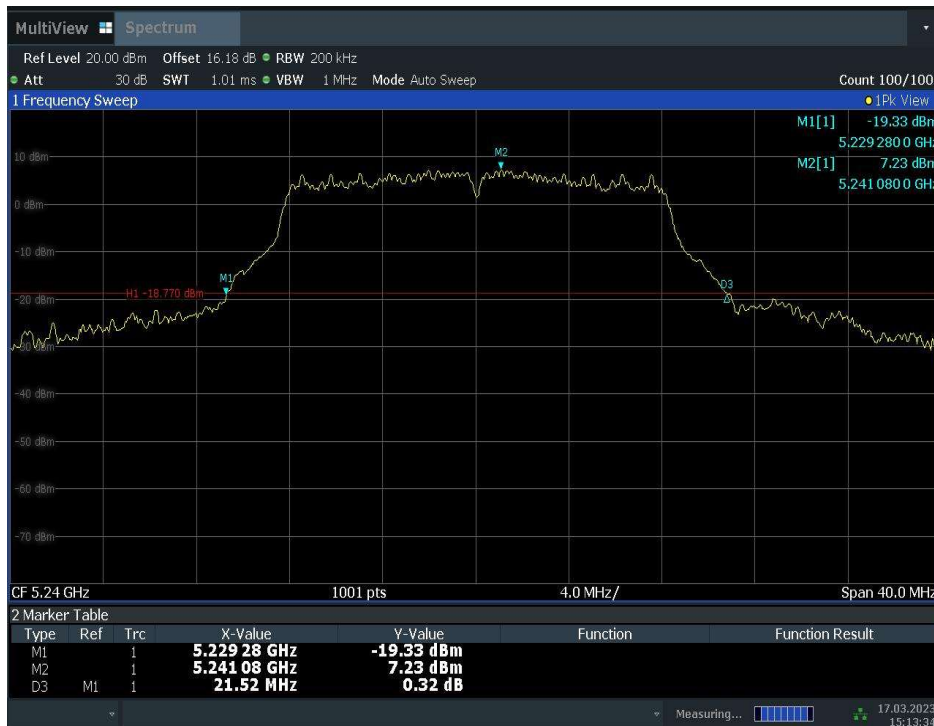 MultiView Spectrum
Ref Level 20.00 dBm Offset 16.18 dB RBW 200 kHz
Att 30 dB SWT 1.01 ms VBW 1 MHz Mode Auto Sweep Count 100/100
1 Frequency Sweep 1Pk View
M1[1] -19.33 dBm
5.229 280 0 GHz
M2[1] 7.23 dBm
5.241 080 0 GHz
M2
10 dBm
0 dBm
-10 dBm
M1
D3
H1 -18.770 dBm
-20 dBm
-30 dBm
-40 dBm
-50 dBm
-60 dBm
-70 dBm
CF 5.24 GHz 1001 pts 4.0 MHz/ Span 40.0 MHz
2 Marker Table
Type Ref Trc X-Value Y-Value Function Function Result
M1 1 5.229 28 GHz -19.33 dBm
M2 1 5.241 08 GHz 7.23 dBm
D3 M1 1 21.52 MHz 0.32 dB
Measuring... 17.03.2023
15:13:34